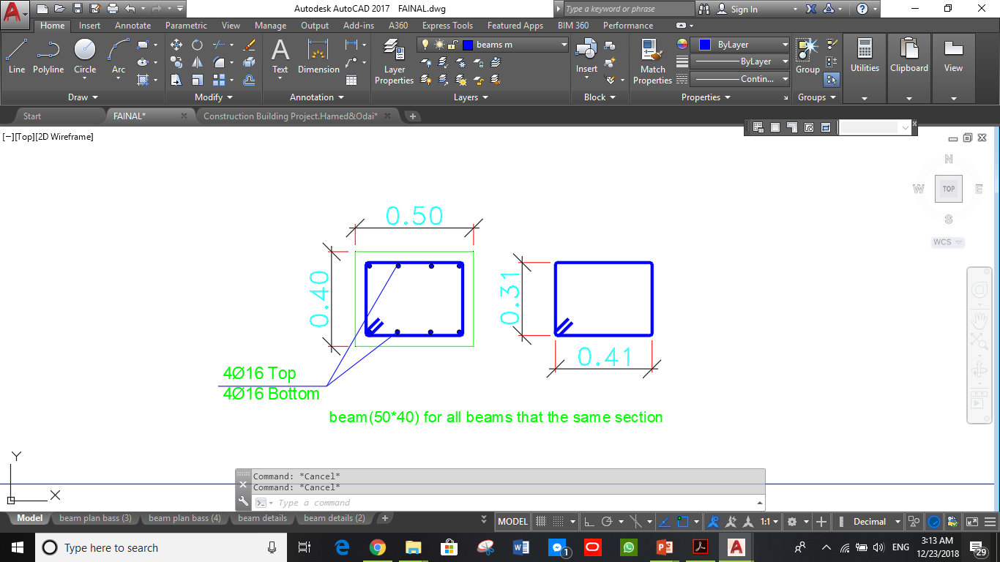 Autodesk AutoCAD 2017 FAINAL.dwg
Type a keyword or phrase
Sign In
Home Insert Annotate Parametric View Manage Output Add-ins A360 Express Tools Featured Apps BIM 360 Performance
beams m
ByLayer
Line Polyline Circle Arc
Text Dimension
Layer Properties
Insert
Match Properties
ByLayer
Contin...
Group
Utilities Clipboard View
Draw Modify Annotation Layers Block Properties Groups
Start FAINAL* Construction Building Project.Hamed&Odai*
[−][Top][2D Wireframe]
N
W TOP E
S
WCS
0.50
0.40
0.31
0.41
4Ø16 Top
4Ø16 Bottom
beam(50*40) for all beams that the same section
Y
X
Command: *Cancel*
Command: *Cancel*
Type a command
Model beam plan bass (3) beam plan bass (4) beam details beam details (2)
MODEL 1:1 Decimal
Type here to search
1
ENG
3:13 AM
12/23/2018
29